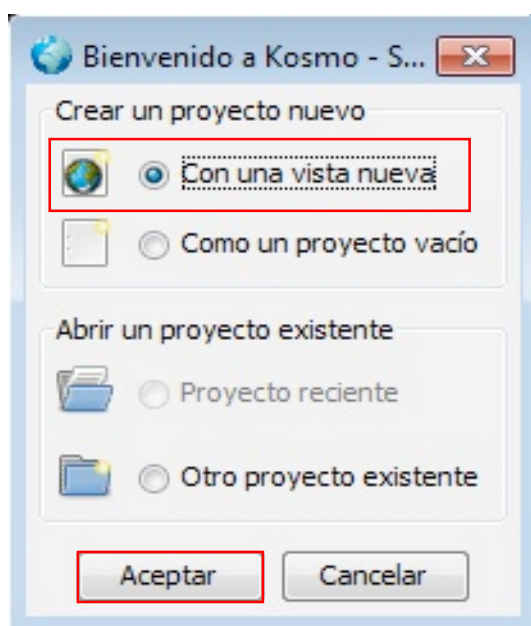 Bienvenido a Kosmo - S...
Crear un proyecto nuevo
Con una vista nueva
Como un proyecto vacío
Abrir un proyecto existente
Proyecto reciente
Otro proyecto existente
Aceptar Cancelar